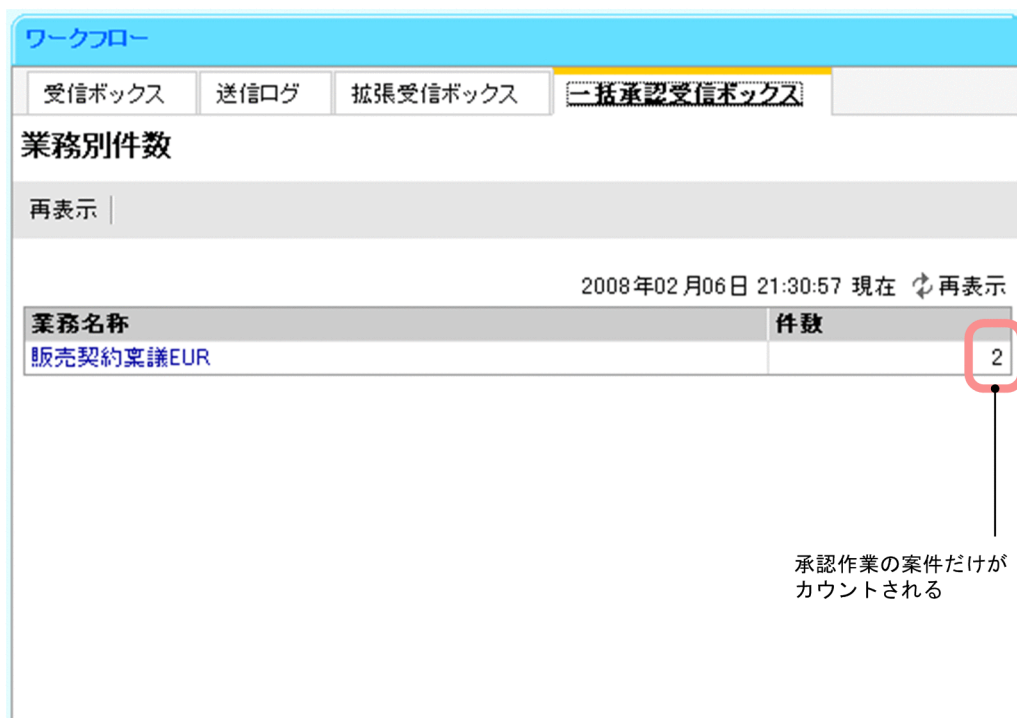 ワークフロー
受信ボックス 送信ログ 拡張受信ボックス 一括承認受信ボックス
業務別件数
再表示
2008年02月06日 21:30:57 現在 再表示
業務名称 件数
販売契約稟議EUR 2
承認作業の案件だけが
カウントされる